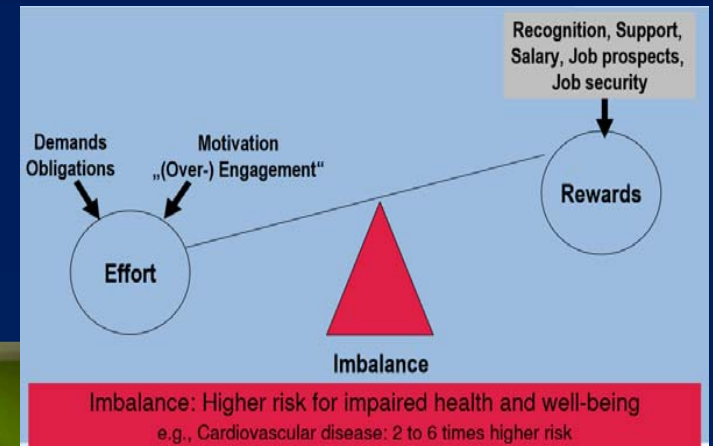 Recognition, Support,
Salary, Job prospects,
Job security
Demands
Obligations
Motivation
„(Over-) Engagement“
Rewards
Effort
Imbalance
Imbalance: Higher risk for impaired health and well-being
e.g., Cardiovascular disease: 2 to 6 times higher risk